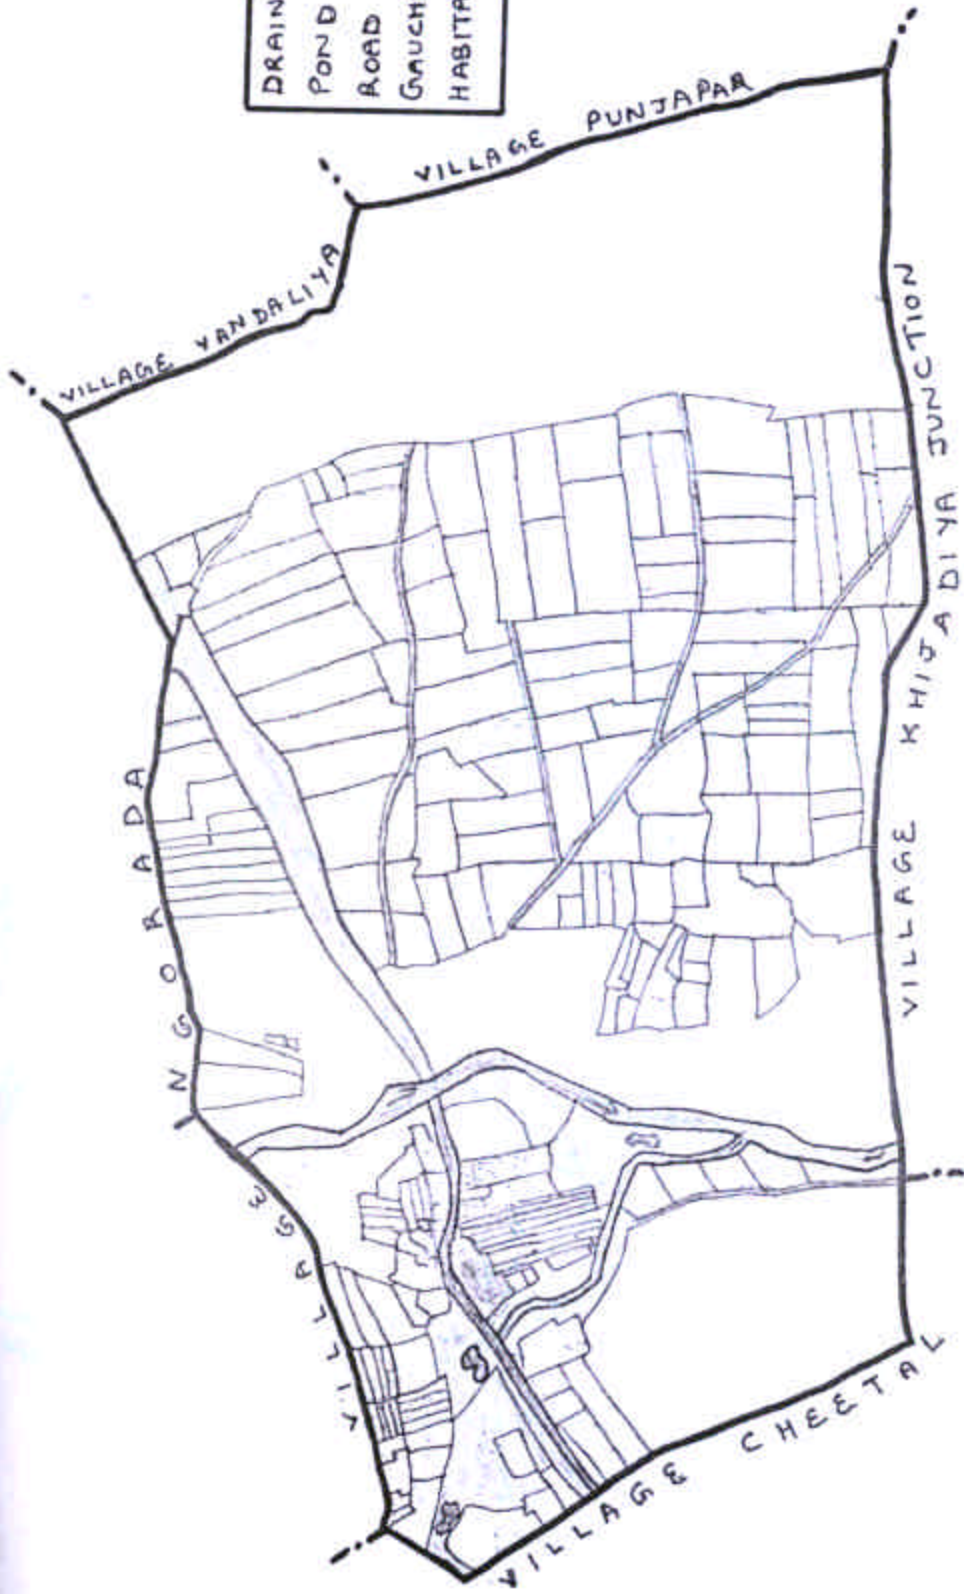 DRAIN
POND
ROAD
GAUCH
HABITA
VILLAGE PUNJAPAR
VILLAGE VANDALIYA
VILLAGE NGORADA
VILLAGE KHIJADIYA JUNCTION
VILLAGE CHEETAL